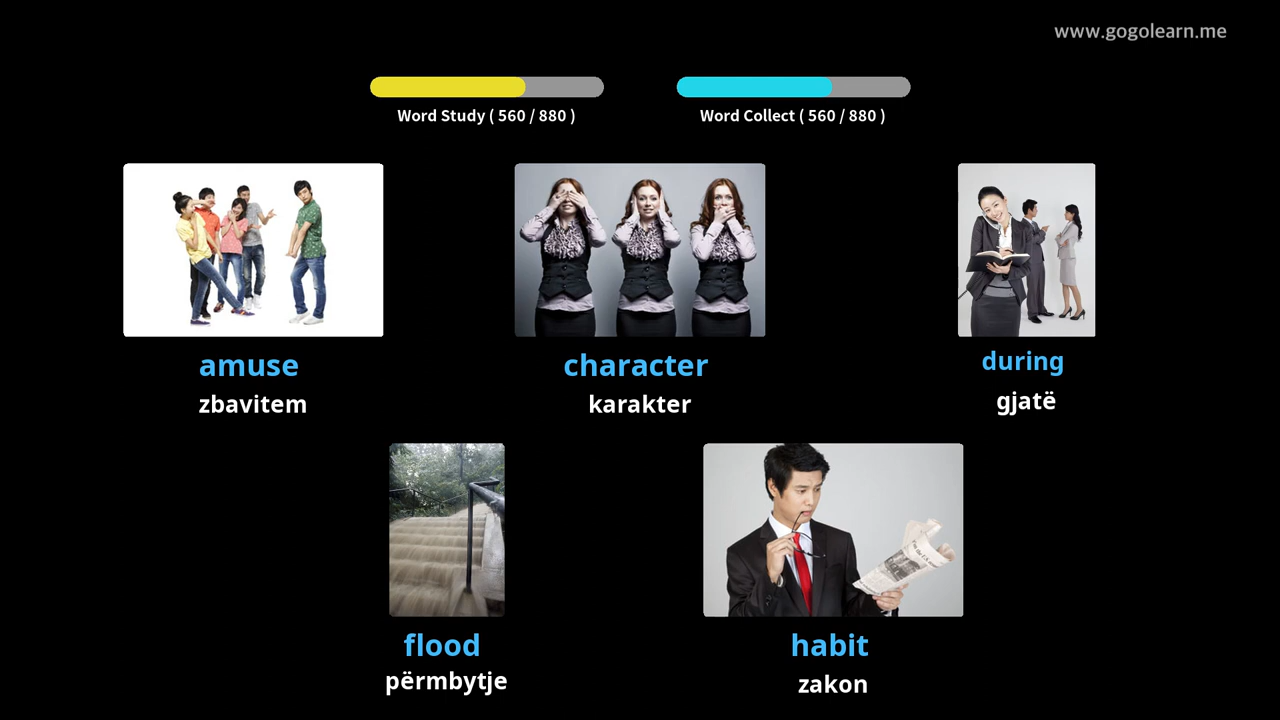 www.gogolearn.me
Word Study ( 560 / 880 )
Word Collect ( 560 / 880 )
amuse
zbavitem
character
karakter
during
gjatë
flood
përmbytje
habit
zakon